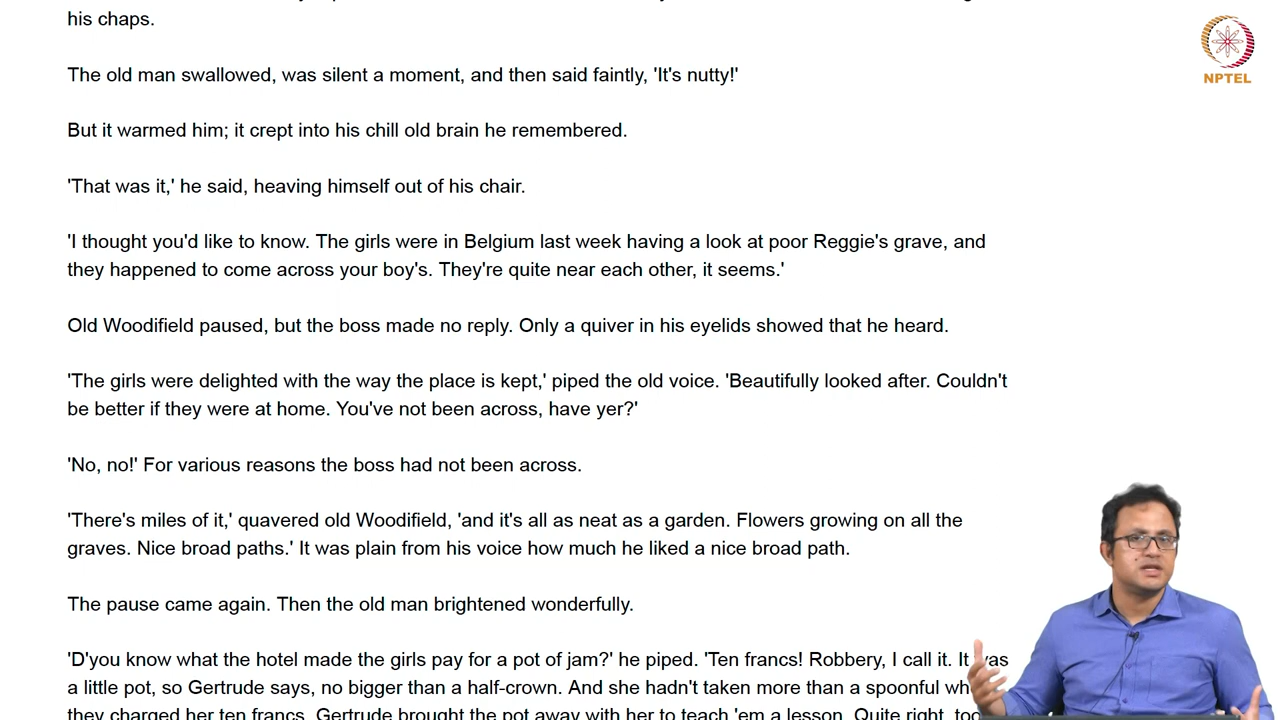 his chaps.
NPTEL
The old man swallowed, was silent a moment, and then said faintly, 'It's nutty!'
But it warmed him; it crept into his chill old brain he remembered.
'That was it,' he said, heaving himself out of his chair.
'I thought you'd like to know. The girls were in Belgium last week having a look at poor Reggie's grave, and
they happened to come across your boy's. They're quite near each other, it seems.'
Old Woodifield paused, but the boss made no reply. Only a quiver in his eyelids showed that he heard.
'The girls were delighted with the way the place is kept,' piped the old voice. 'Beautifully looked after. Couldn't
be better if they were at home. You've not been across, have yer?'
'No, no!' For various reasons the boss had not been across.
'There's miles of it,' quavered old Woodifield, 'and it's all as neat as a garden. Flowers growing on all the
graves. Nice broad paths.' It was plain from his voice how much he liked a nice broad path.
The pause came again. Then the old man brightened wonderfully.
'D'you know what the hotel made the girls pay for a pot of jam?' he piped. 'Ten francs! Robbery, I call it. It was
a little pot, so Gertrude says, no bigger than a half-crown. And she hadn't taken more than a spoonful
they charged her ten francs. Gertrude brought the pot away with her to teach 'em a lesson. Quite right, too